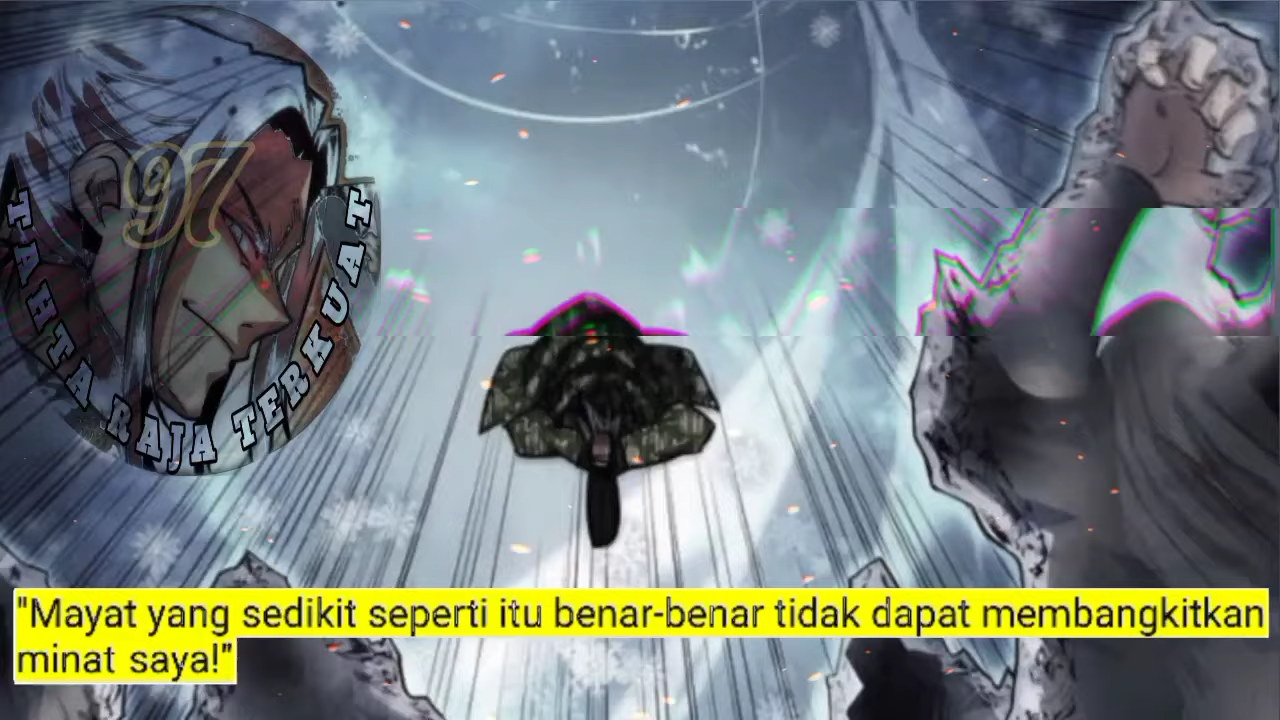 97
TAHTA RAJA TERKUAT
"Mayat yang sedikit seperti itu benar-benar tidak dapat membangkitkan
minat saya!"